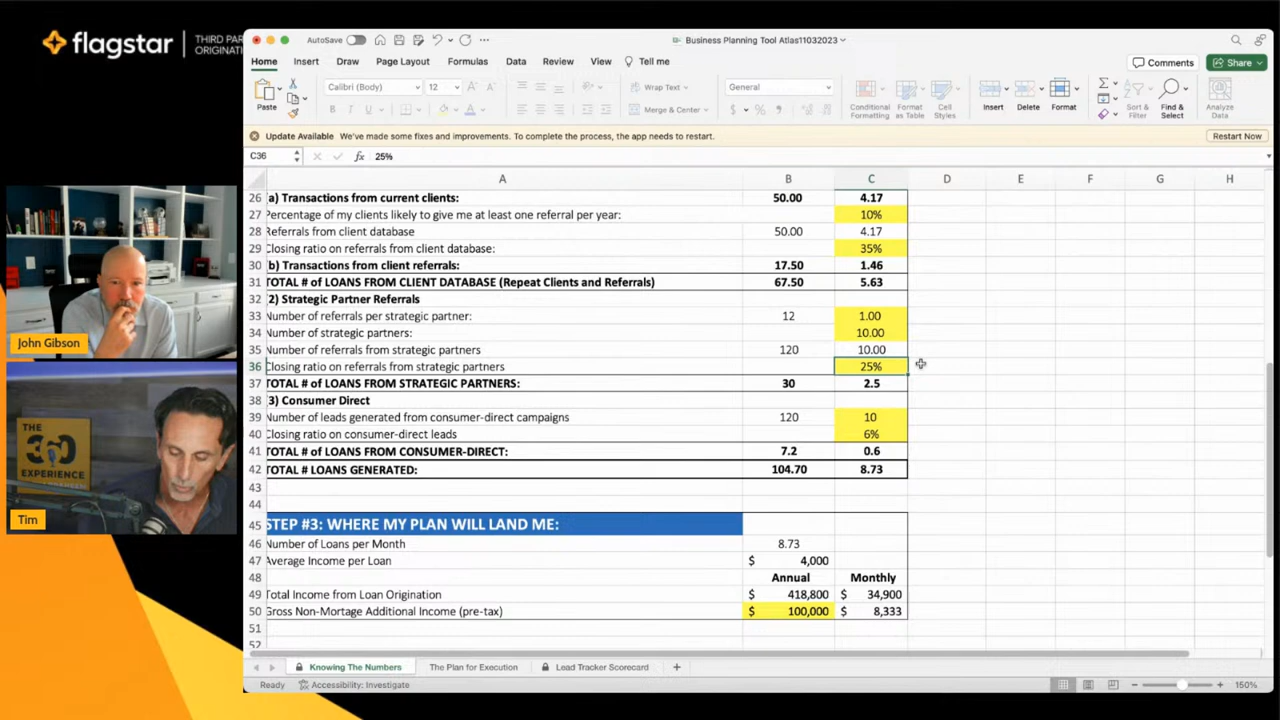 flagstar
THIRD PAR
ORIGINATI
John Gibson
THE
360
EXPERIENCE
Tim
AutoSave
Business Planning Tool Atlas11032023
Home Insert Draw Page Layout Formulas Data Review View Tell me
Comments Share
Paste Calibri (Body) 12 Wrap Text General
Merge & Center
Conditional Formatting Format as Table Cell Styles Insert Delete Format Sort & Filter Find & Select Analyze Data
Update Available We've made some fixes and improvements. To complete the process, the app needs to restart. Restart Now
C36 fx 25%
A B C D E F G H
26 a) Transactions from current clients: 50.00 4.17
27 Percentage of my clients likely to give me at least one referral per year: 10%
28 Referrals from client database 50.00 4.17
29 Closing ratio on referrals from client database: 35%
30 (b) Transactions from client referrals: 17.50 1.46
31 TOTAL # of LOANS FROM CLIENT DATABASE (Repeat Clients and Referrals) 67.50 5.63
32 2) Strategic Partner Referrals
33 Number of referrals per strategic partner: 12 1.00
34 Number of strategic partners: 10.00
35 Number of referrals from strategic partners 120 10.00
36 Closing ratio on referrals from strategic partners 25%
37 TOTAL # of LOANS FROM STRATEGIC PARTNERS: 30 2.5
38 (3) Consumer Direct
39 Number of leads generated from consumer-direct campaigns 120 10
40 Closing ratio on consumer-direct leads 6%
41 TOTAL # of LOANS FROM CONSUMER-DIRECT: 7.2 0.6
42 TOTAL # LOANS GENERATED: 104.70 8.73
43
44
45 STEP #3: WHERE MY PLAN WILL LAND ME:
46 Number of Loans per Month 8.73
47 Average Income per Loan $ 4,000
48 Annual Monthly
49 Total Income from Loan Origination $ 418,800 $ 34,900
50 Gross Non-Mortage Additional Income (pre-tax) $ 100,000 $ 8,333
51
52
Knowing The Numbers The Plan for Execution Lead Tracker Scorecard
Ready Accessibility: Investigate 150%